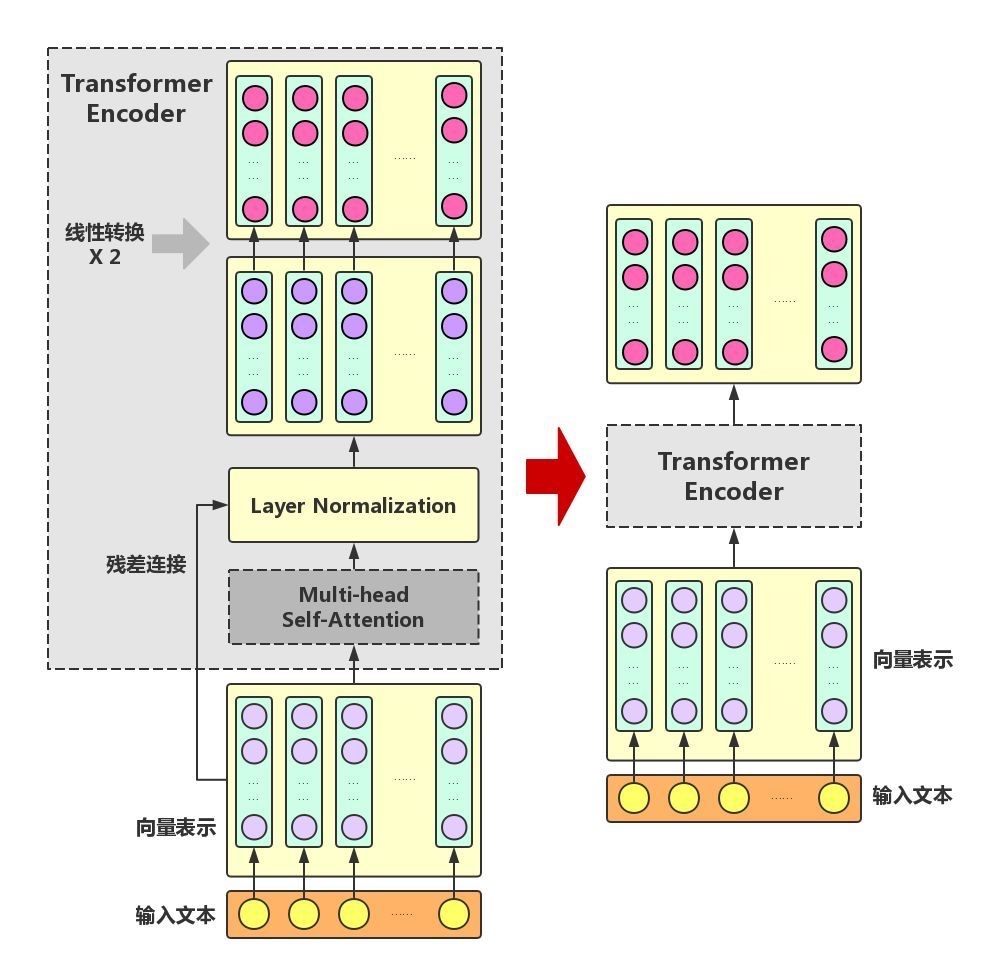 Transformer
Encoder
线性转换
X 2
Layer Normalization
残差连接
Multi-head
Self-Attention
向量表示
输入文本
Transformer
Encoder
向量表示
输入文本